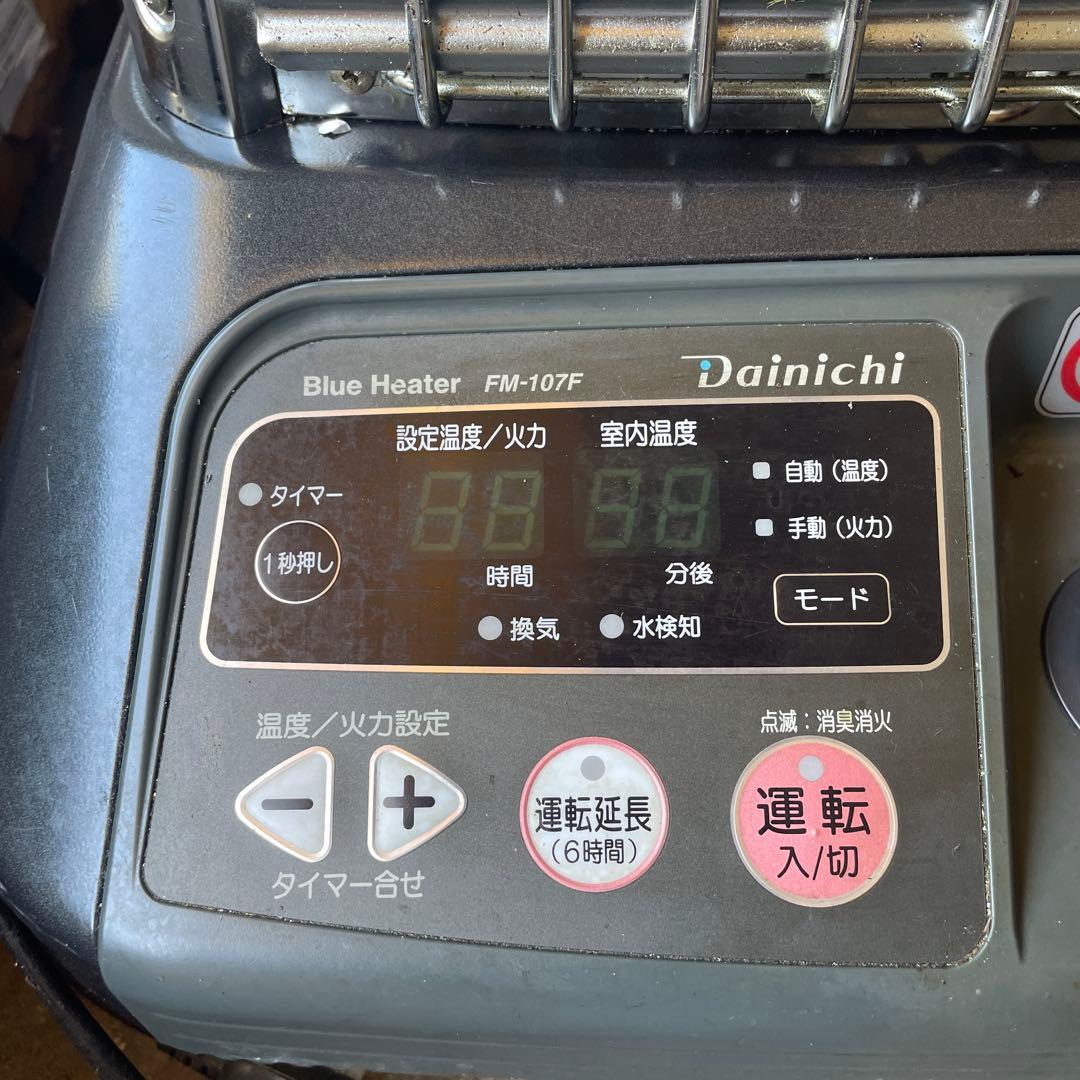 Blue Heater FM-107F
Dainichi
設定温度／火力
室内温度
タイマー
1秒押し
時間
分後
自動（温度）
手動（火力）
モード
換気
水検知
温度／火力設定
点滅：消臭消火
－
＋
運転延長
（6時間）
運転
入/切
タイマー合せ